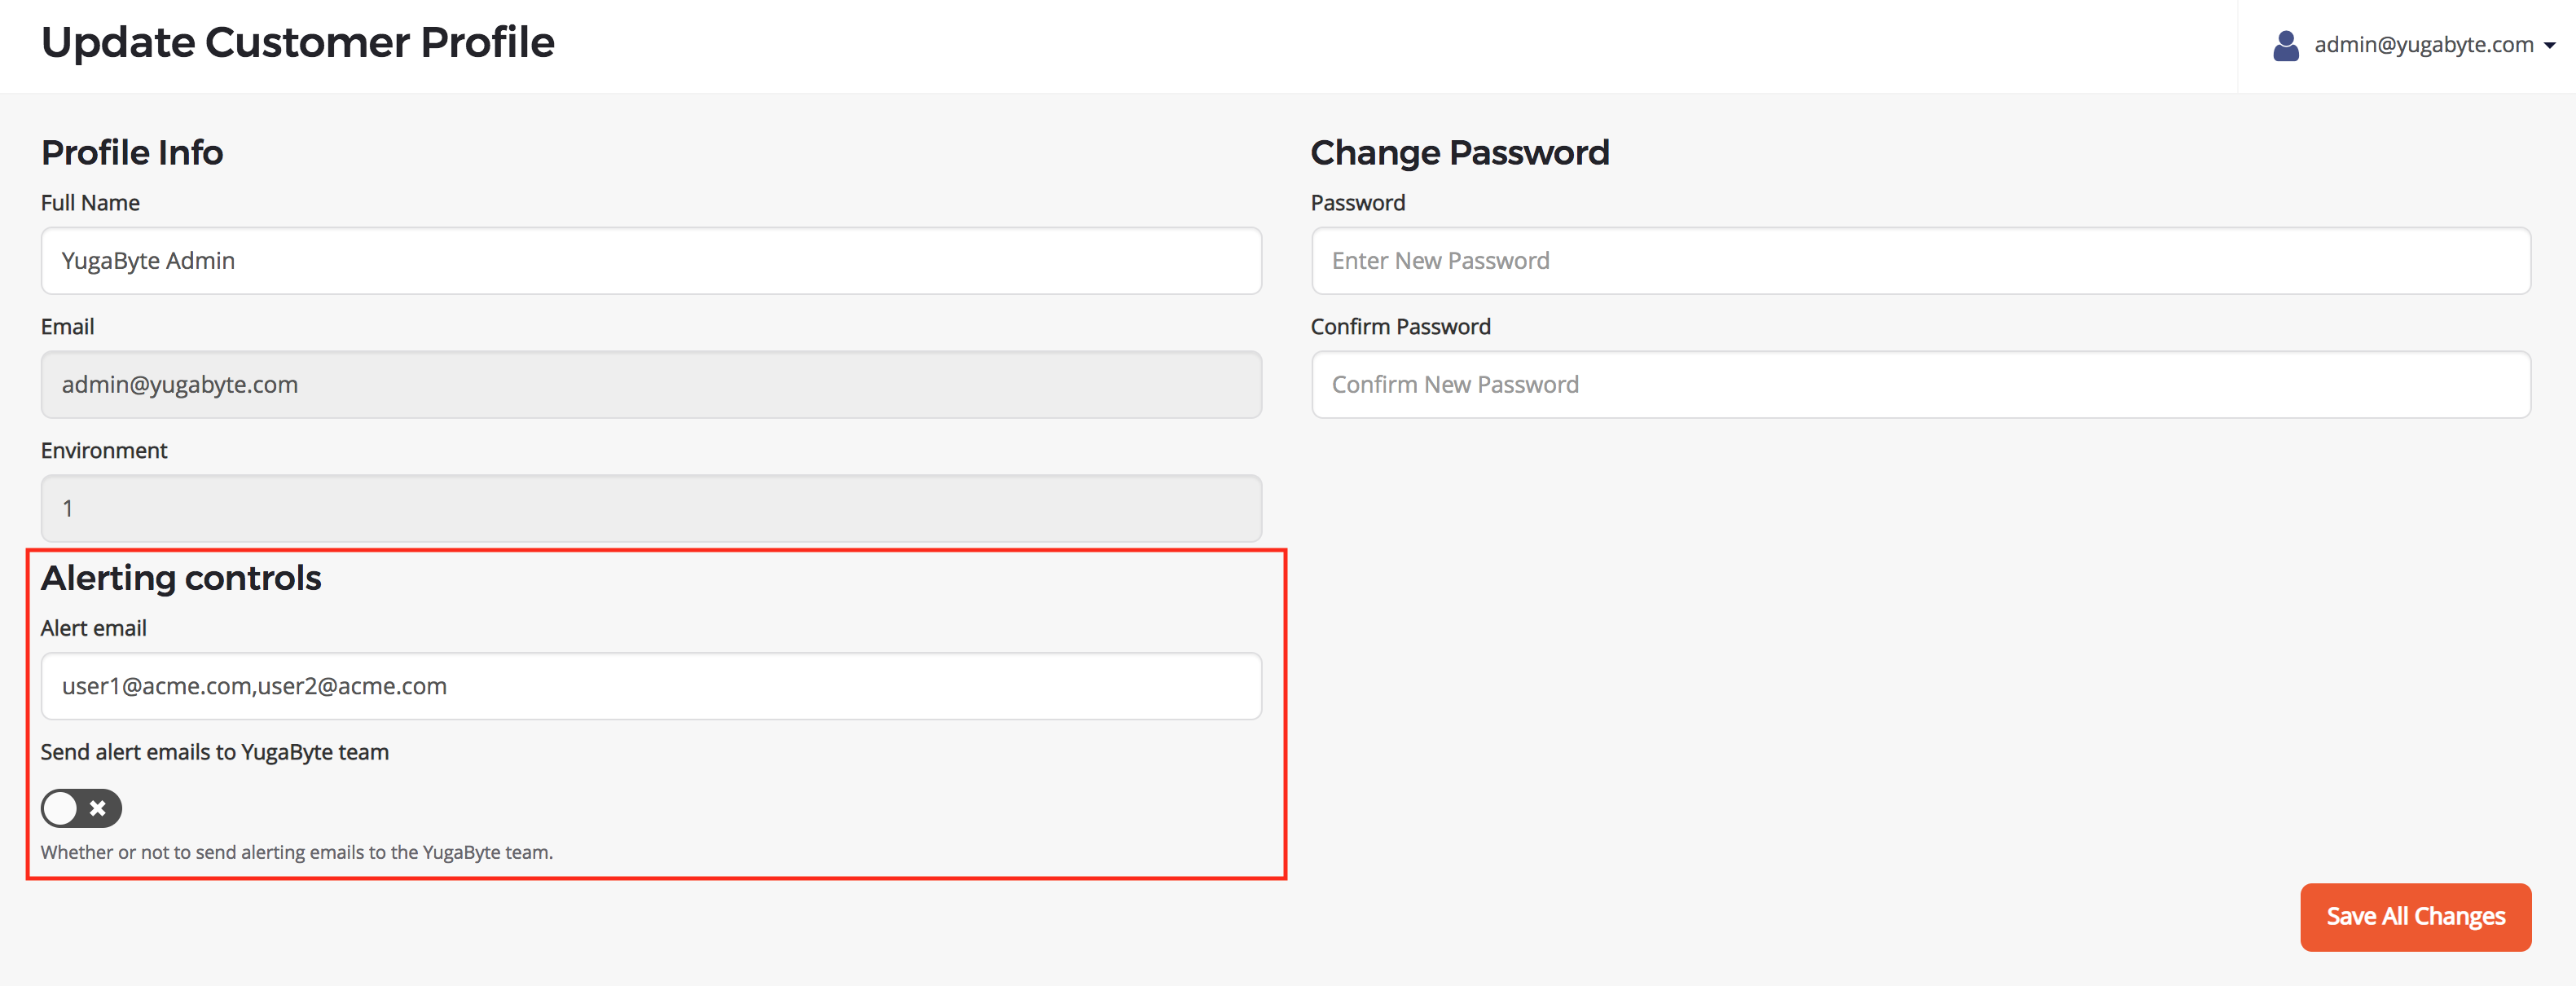 Update Customer Profile
admin@yugabyte.com
Profile Info
Full Name
YugaByte Admin
Email
admin@yugabyte.com
Environment
1
Alerting controls
Alert email
user1@acme.com,user2@acme.com
Send alert emails to YugaByte team
Whether or not to send alerting emails to the YugaByte team.
Change Password
Password
Enter New Password
Confirm Password
Confirm New Password
Save All Changes